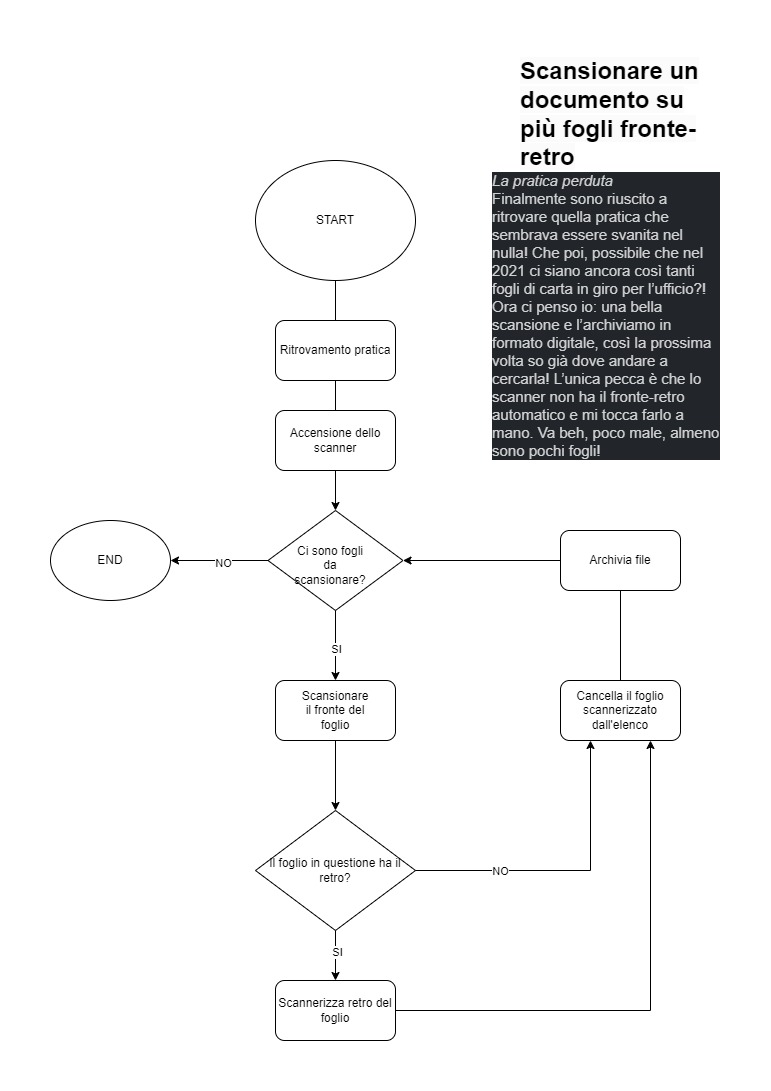 Scansionare un
documento su
più fogli fronte-
retro
La pratica perduta
Finalmente sono riuscito a
ritrovare quella pratica che
sembrava essere svanita nel
nulla! Che poi, possibile che nel
2021 ci siano ancora così tanti
fogli di carta in giro per l’ufficio?!
Ora ci penso io: una bella
scansione e l’archiviamo in
formato digitale, così la prossima
volta so già dove andare a
cercarla! L’unica pecca è che lo
scanner non ha il fronte-retro
automatico e mi tocca farlo a
mano. Va beh, poco male, almeno
sono pochi fogli!
START
Ritrovamento pratica
Accensione dello
scanner
Ci sono fogli
da
scansionare?
NO
END
SI
Scansionare
il fronte del
foglio
Il foglio in questione ha il
retro?
NO
SI
Scannerizza retro del
foglio
Cancella il foglio
scannerizzato
dall'elenco
Archivia file